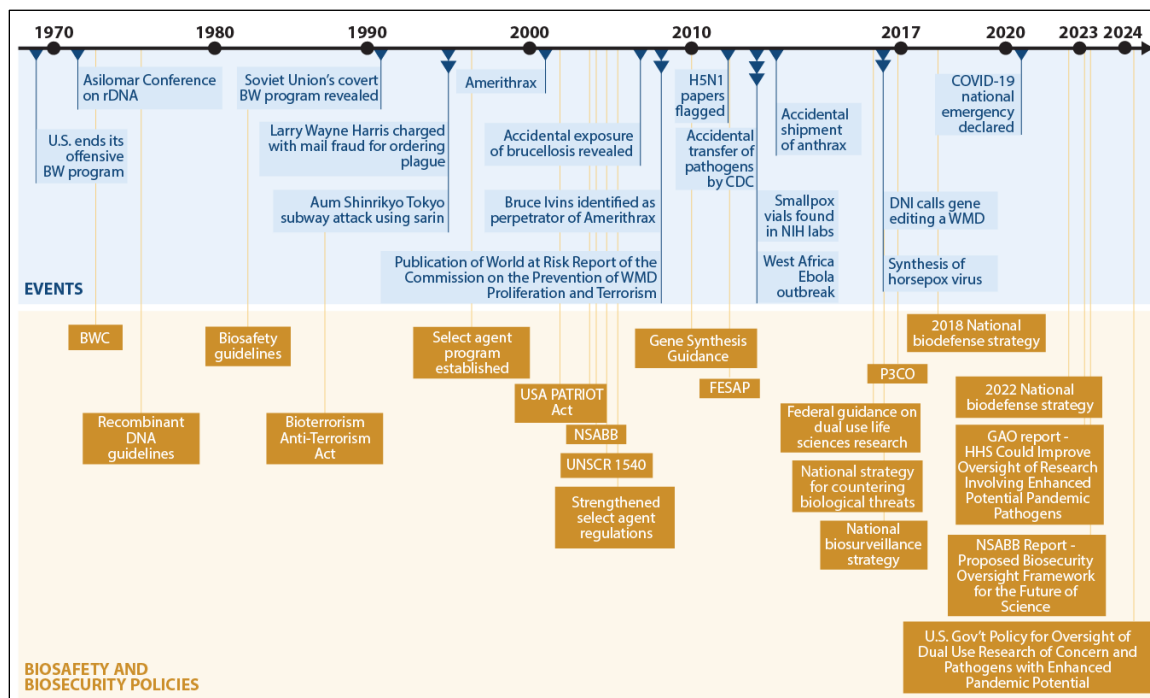 1970 1980 1990 2000 2010 2017 2020 2023 2024
Asilomar Conference
on rDNA
U.S. ends its
offensive
BW program
Soviet Union's covert
BW program revealed
Larry Wayne Harris charged
with mail fraud for ordering
plague
Aum Shinrikyo Tokyo
subway attack using sarin
Amerithrax
Accidental exposure
of brucellosis revealed
Bruce Ivins identified as
perpetrator of Amerithrax
Publication of World at Risk Report of the
Commission on the Prevention of WMD
Proliferation and Terrorism
H5N1
papers
flagged
Accidental
transfer of
pathogens
by CDC
Accidental
shipment
of anthrax
Smallpox
vials found
in NIH labs
West Africa
Ebola
outbreak
COVID-19
national
emergency
declared
DNI calls gene
editing a WMD
Synthesis of
horsepox virus
EVENTS
BWC
Recombinant
DNA
guidelines
Biosafety
guidelines
Bioterrorism
Anti-Terrorism
Act
Select agent
program
established
USA PATRIOT
Act
NSABB
UNSCR 1540
Strengthened
select agent
regulations
Gene Synthesis
Guidance
FESAP
2018 National
biodefense strategy
P3CO
Federal guidance on
dual use life
sciences research
National strategy
for countering
biological threats
National
biosurveillance
strategy
2022 National
biodefense strategy
GAO report -
HHS Could Improve
Oversight of Research
Involving Enhanced
Potential Pandemic
Pathogens
NSABB Report -
Proposed Biosecurity
Oversight Framework
for the Future of
Science
U.S. Gov't Policy for Oversight of
Dual Use Research of Concern and
Pathogens with Enhanced
Pandemic Potential
BIOSAFETY AND
BIOSECURITY POLICIES